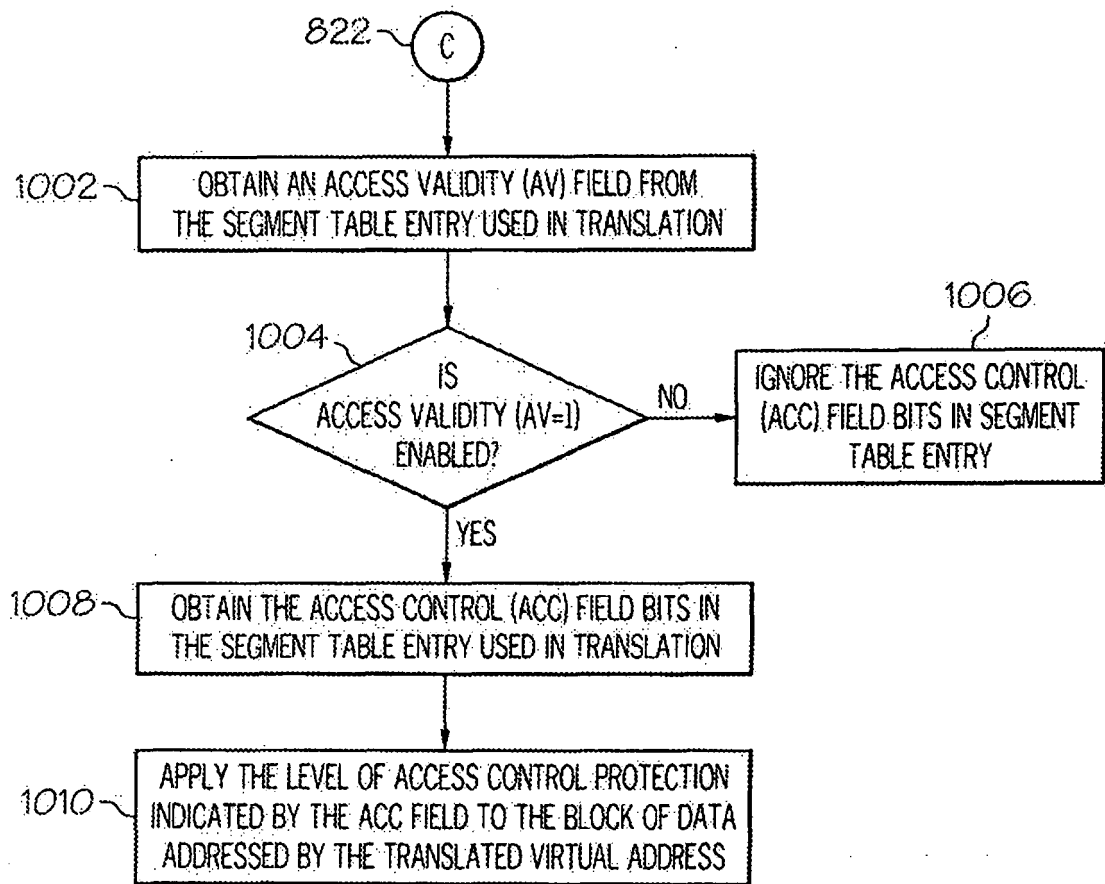 822
C
1002
OBTAIN AN ACCESS VALIDITY (AV) FIELD FROM
THE SEGMENT TABLE ENTRY USED IN TRANSLATION
1004
IS
ACCESS VALIDITY (AV=1)
ENABLED?
NO
1006
IGNORE THE ACCESS CONTROL
(ACC) FIELD BITS IN SEGMENT
TABLE ENTRY
YES
1008
OBTAIN THE ACCESS CONTROL (ACC) FIELD BITS IN
THE SEGMENT TABLE ENTRY USED IN TRANSLATION
1010
APPLY THE LEVEL OF ACCESS CONTROL PROTECTION
INDICATED BY THE ACC FIELD TO THE BLOCK OF DATA
ADDRESSED BY THE TRANSLATED VIRTUAL ADDRESS